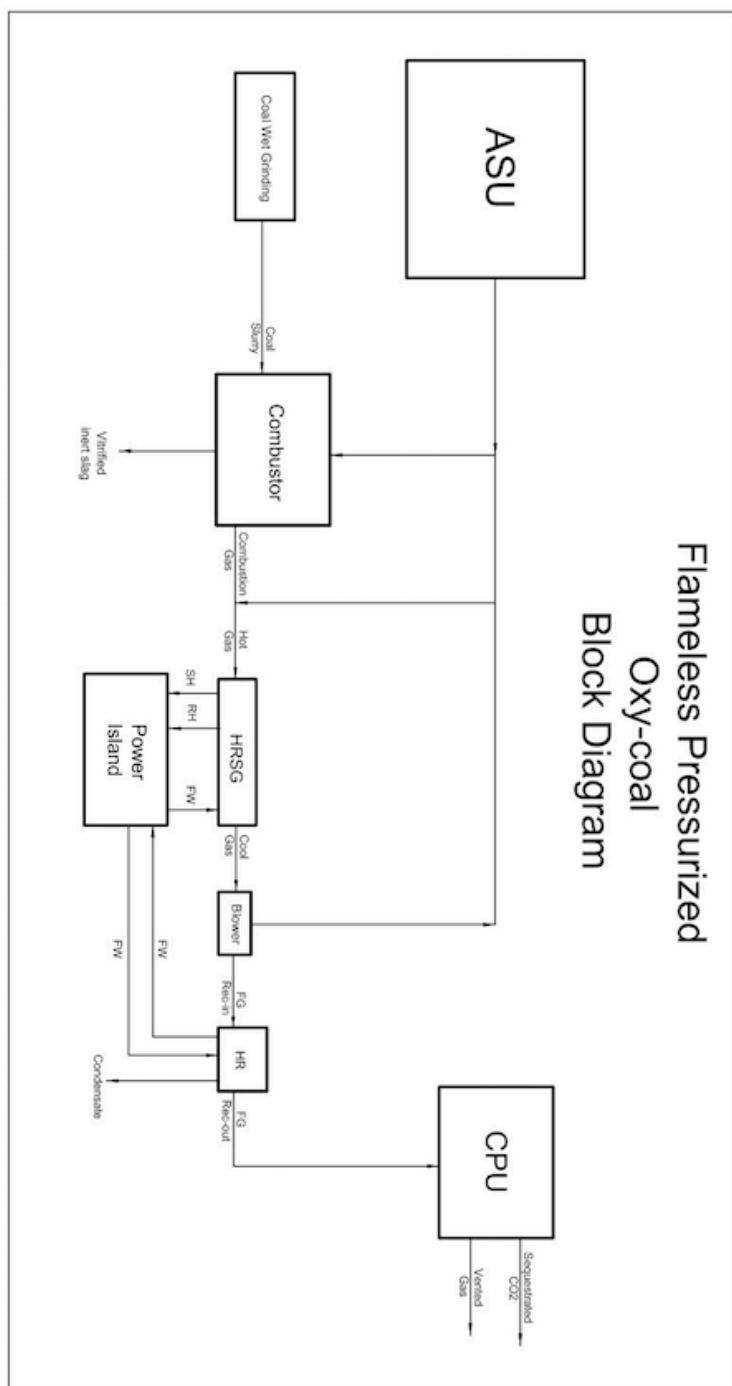 Flameless Pressurized
Oxy-coal
Block Diagram
ASU
CPU
Sequestrated
CO2
Vented
Gas
Coal Wet Grinding
Coal
Slurry
Combustor
Combustion
Gas
Hot
Gas
HRSG
Cool
Gas
Blower
FG
Rec-in
HR
FG
Rec-out
SH
RH
FW
Power
Island
FW
FW
Vitrified
inert slag
Condensate